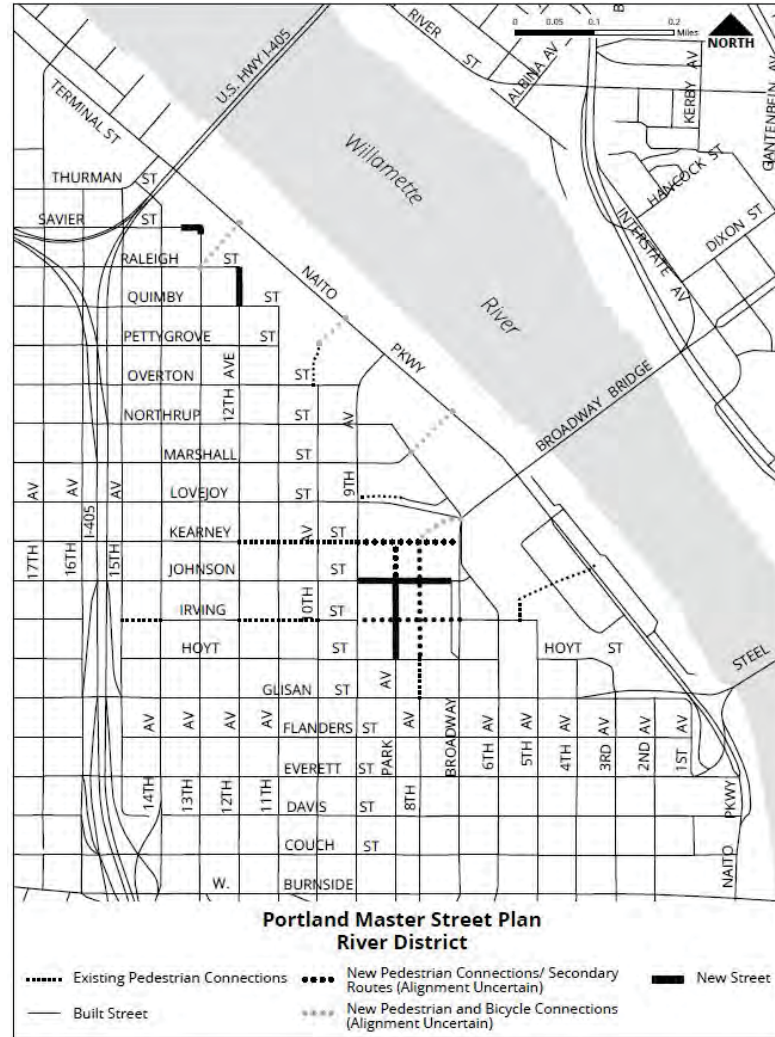 0 0.05 0.1 0.2
Miles
NORTH
RIVER ST
ALBINA AV
B
KERBY AV
GANTENBEIN AV
U.S. HWY I-405
TERMINAL ST
Willamette
River
HANCOCK ST
DIXON ST
INTERSTATE AV
THURMAN ST
SAVIER ST
RALEIGH ST
QUIMBY ST
NAITO PKWY
PETTYGROVE ST
OVERTON ST
12TH AVE
BROADWAY BRIDGE
NORTHRUP ST
MARSHALL ST
9TH AV
LOVEJOY ST
17TH AV
16TH AV
I-405
15TH AV
KEARNEY ST
JOHNSON ST
10TH AV
IRVING ST
HOYT ST
HOYT ST
STEEL
GLISAN ST
FLANDERS ST
EVERETT ST
DAVIS ST
COUCH ST
14TH AV
13TH AV
12TH AV
11TH AV
PARK AV
8TH AV
BROADWAY
6TH AV
5TH AV
4TH AV
3RD AV
2ND AV
1ST AV
NAITO PKWY
W. BURNSIDE
Portland Master Street Plan
River District
Existing Pedestrian Connections
New Pedestrian Connections/ Secondary
Routes (Alignment Uncertain)
New Street
Built Street
New Pedestrian and Bicycle Connections
(Alignment Uncertain)